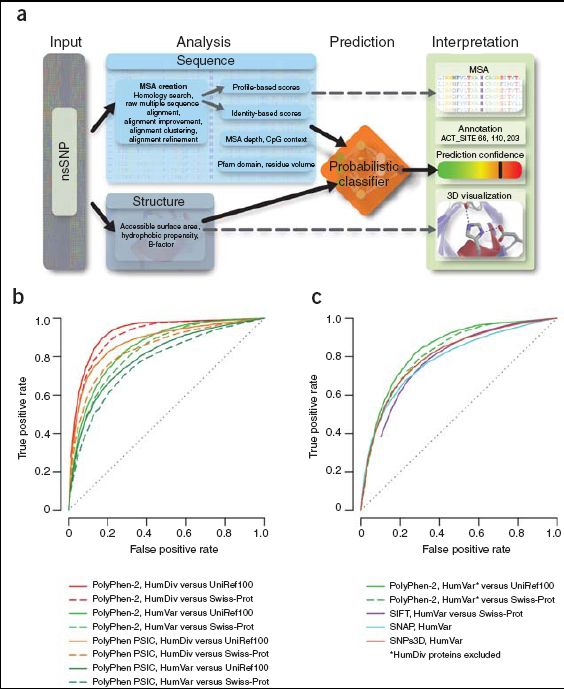 a
Input
Analysis
Prediction
Interpretation
Sequence
MSA creation
Homology search,
raw multiple sequence
alignment,
alignment improvement,
alignment clustering,
alignment refinement
Profile-based scores
Identity-based scores
MSA depth, CpG context
Pfam domain, residue volume
nsSNP
Structure
Accessible surface area,
hydrophobic propensity,
B-factor
Probabilistic
classifier
MSA
Annotation
ACT_SITE 66, 110, 203
Prediction confidence
3D visualization
b
True positive rate
1.0
0.8
0.6
0.4
0.2
0
0 0.2 0.4 0.6 0.8 1.0
False positive rate
PolyPhen-2, HumDiv versus UniRef100
PolyPhen-2, HumDiv versus Swiss-Prot
PolyPhen-2, HumVar versus UniRef100
PolyPhen-2, HumVar versus Swiss-Prot
PolyPhen PSIC, HumDiv versus UniRef100
PolyPhen PSIC, HumDiv versus Swiss-Prot
PolyPhen PSIC, HumVar versus UniRef100
PolyPhen PSIC, HumVar versus Swiss-Prot
c
True positive rate
1.0
0.8
0.6
0.4
0.2
0
0 0.2 0.4 0.6 0.8 1.0
False positive rate
PolyPhen-2, HumVar* versus UniRef100
PolyPhen-2, HumVar* versus Swiss-Prot
SIFT, HumVar versus Swiss-Prot
SNAP, HumVar
SNPs3D, HumVar
*HumDiv proteins excluded